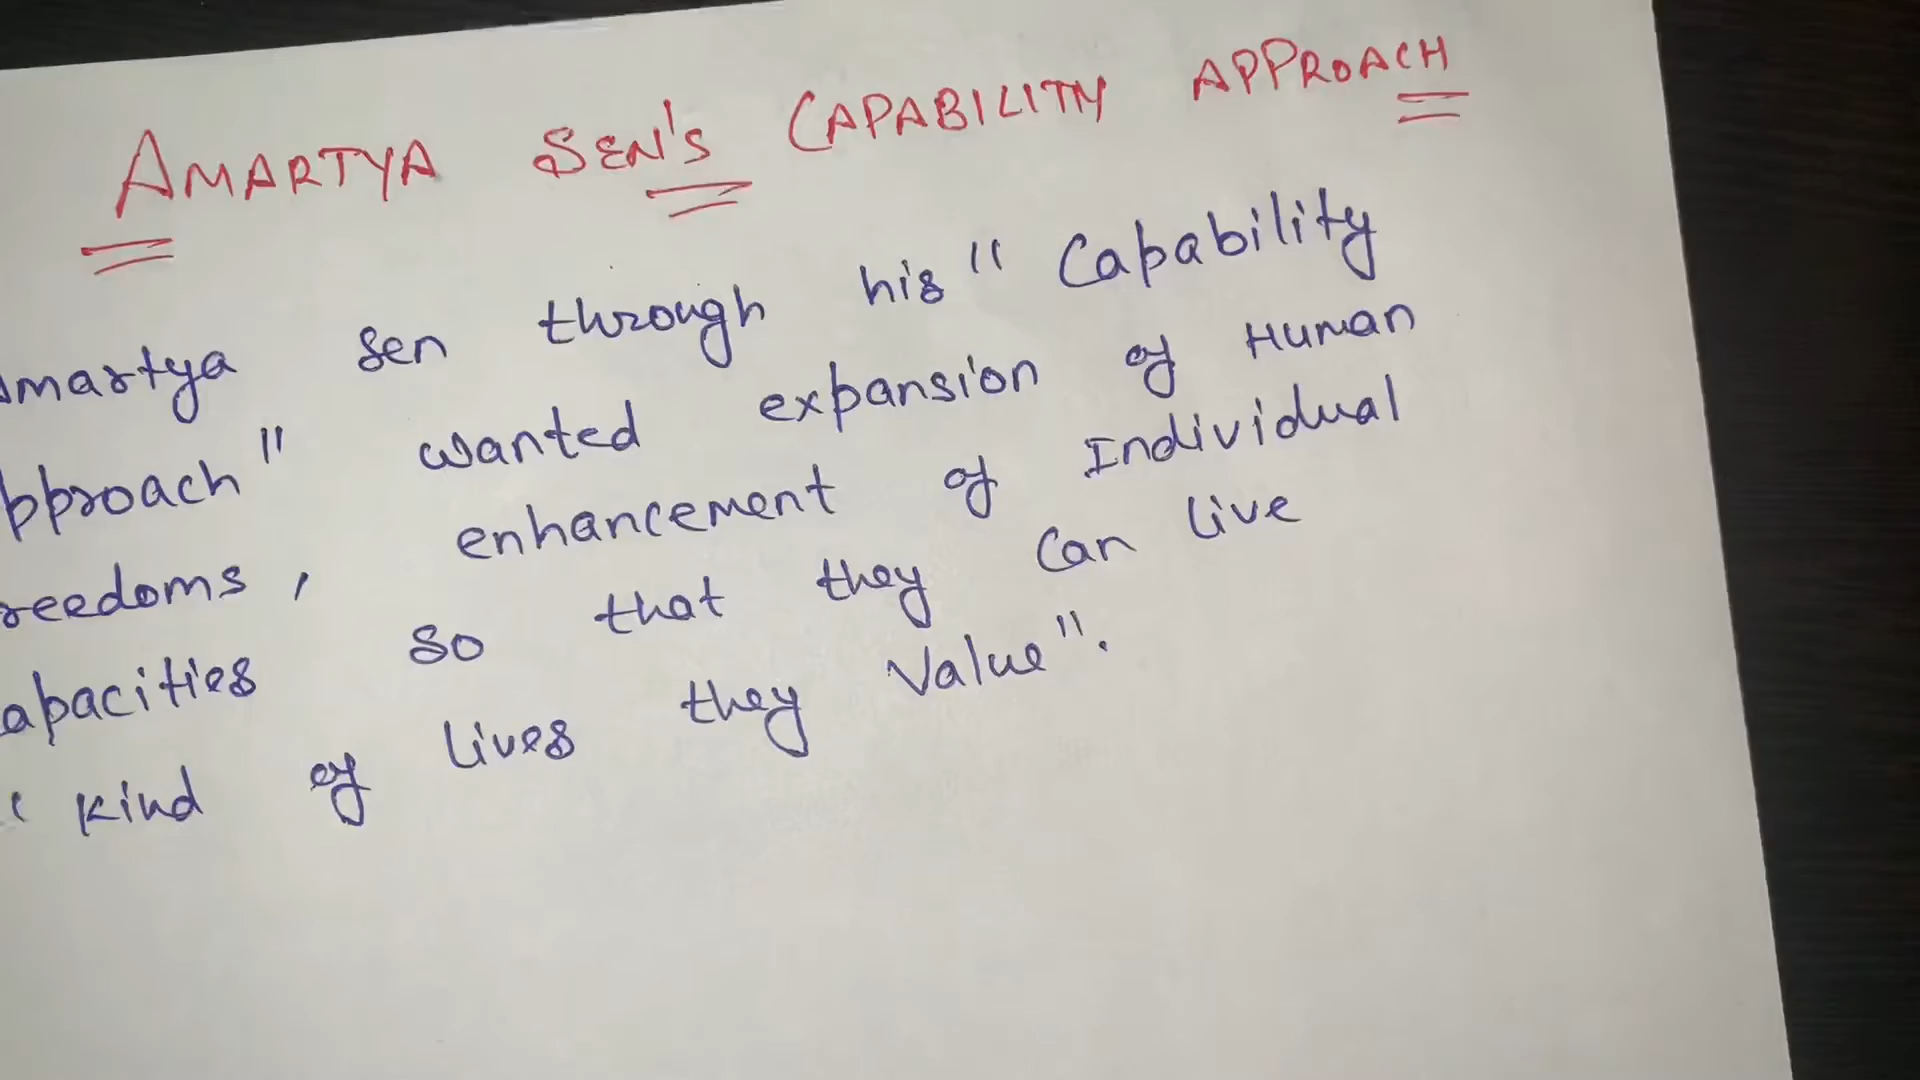 AMARTYA SEN'S CAPABILITY APPROACH
Amartya Sen through his "Capability
pproach" wanted expansion of Human
reedoms, enhancement of Individual
apacities so that they can live
" kind of lives they value".